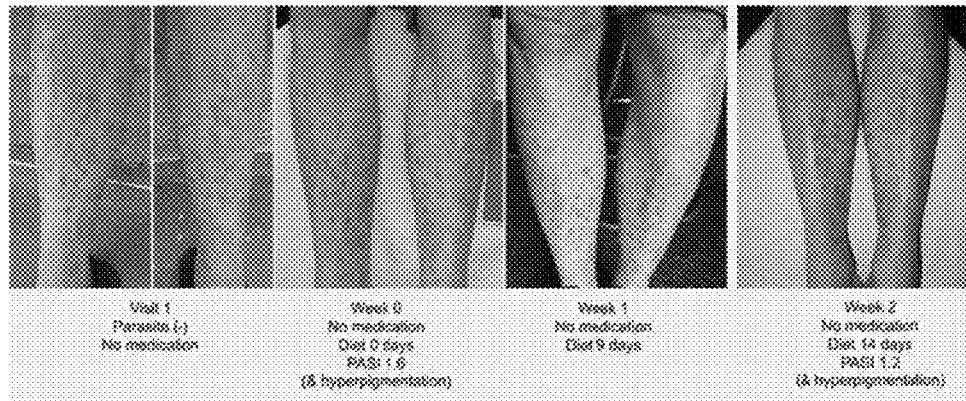 Visit 1
Parasite (-)
No medication
Week 0
No medication
Diet 0 days
PASI 1.6
(& hyperpigmentation)
Week 1
No medication
Diet 9 days
Week 2
No medication
Diet 14 days
PASI 1.2
(& hyperpigmentation)